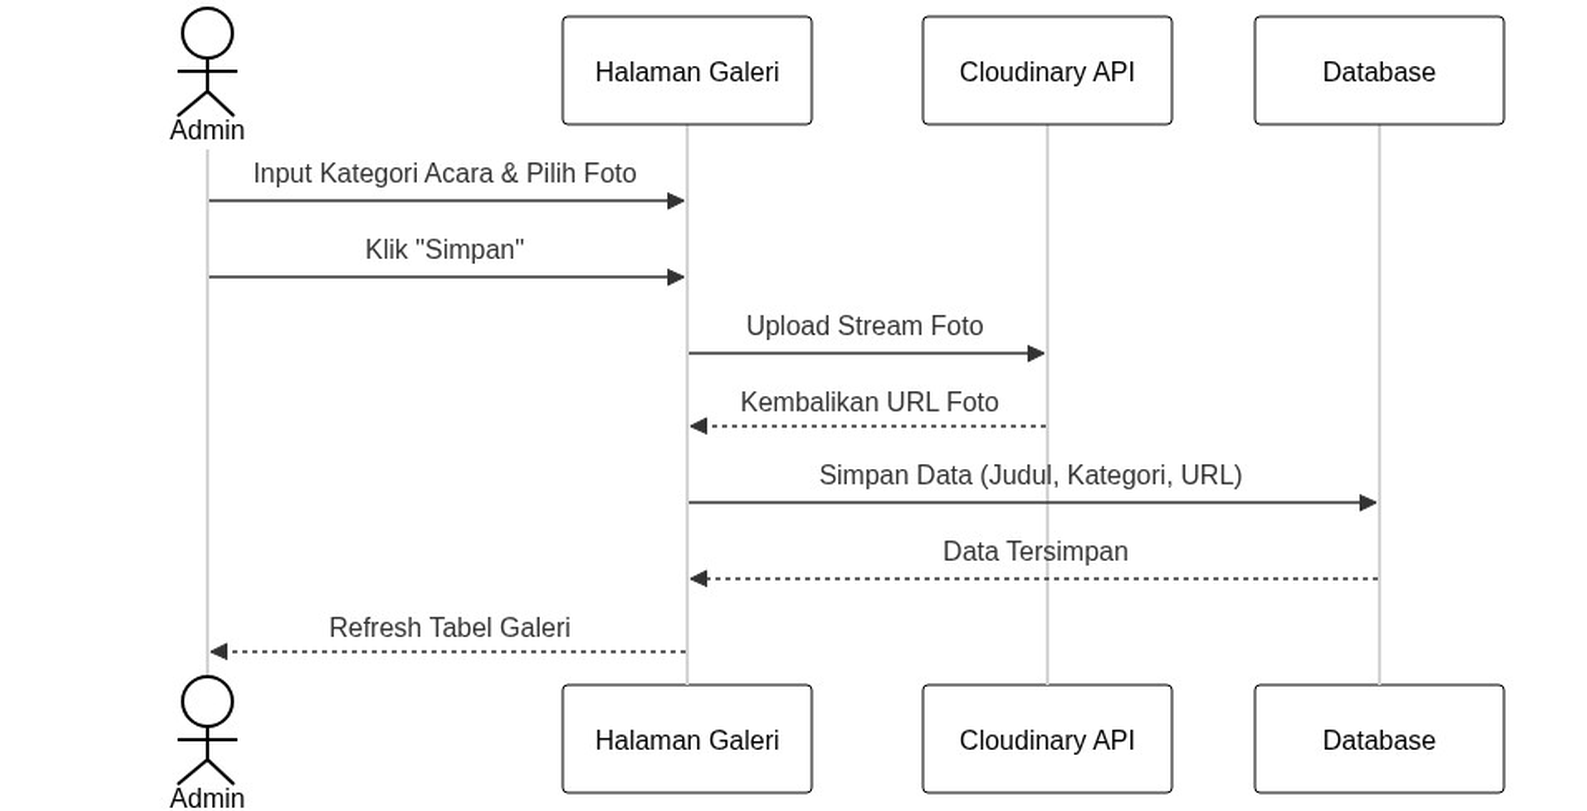 Admin
Halaman Galeri
Cloudinary API
Database
Input Kategori Acara & Pilih Foto
Klik "Simpan"
Upload Stream Foto
Kembalikan URL Foto
Simpan Data (Judul, Kategori, URL)
Data Tersimpan
Refresh Tabel Galeri
Admin
Halaman Galeri
Cloudinary API
Database